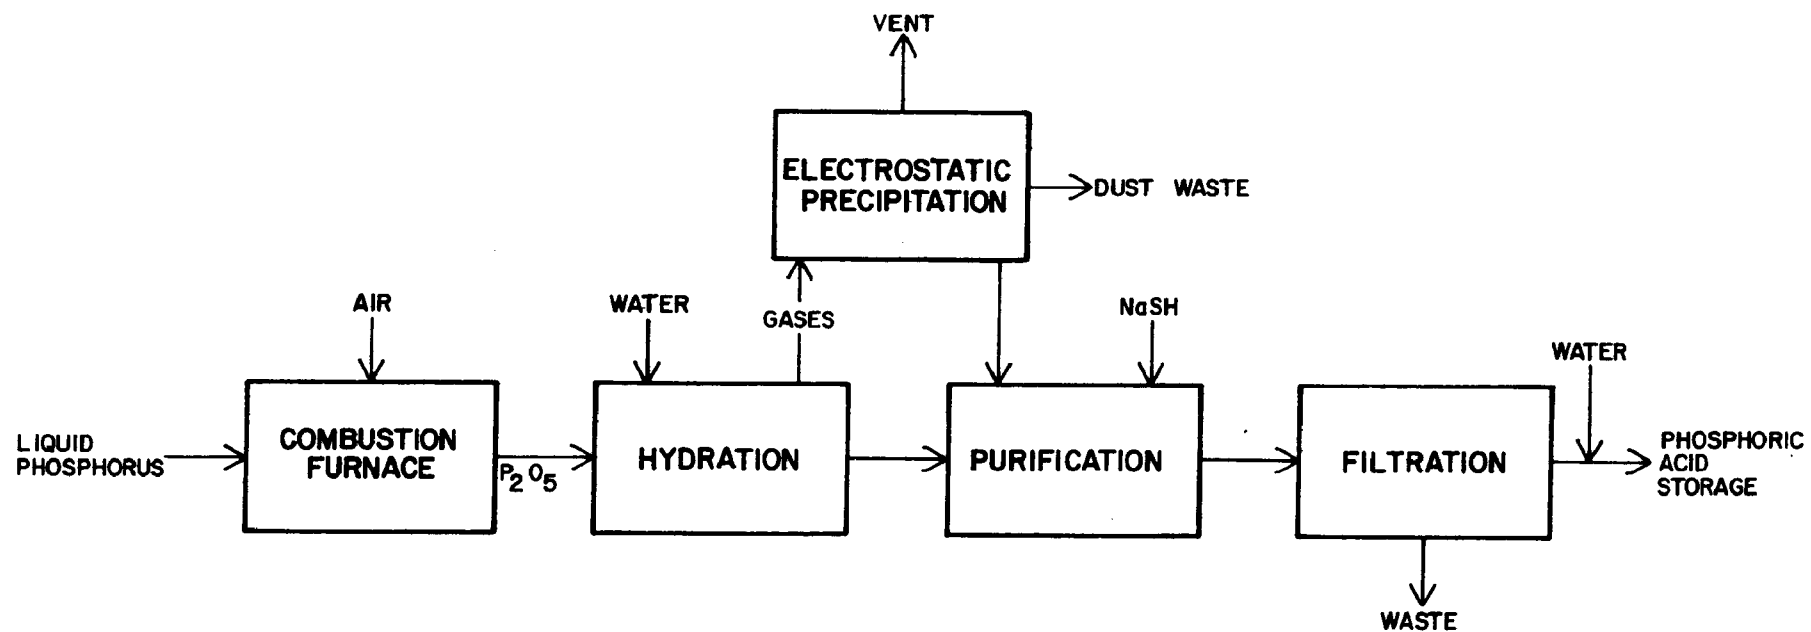 VENT
ELECTROSTATIC
PRECIPITATION
DUST WASTE
AIR
WATER
GASES
NaSH
WATER
LIQUID
PHOSPHORUS
COMBUSTION
FURNACE
P2O5
HYDRATION
PURIFICATION
FILTRATION
PHOSPHORIC
ACID
STORAGE
WASTE